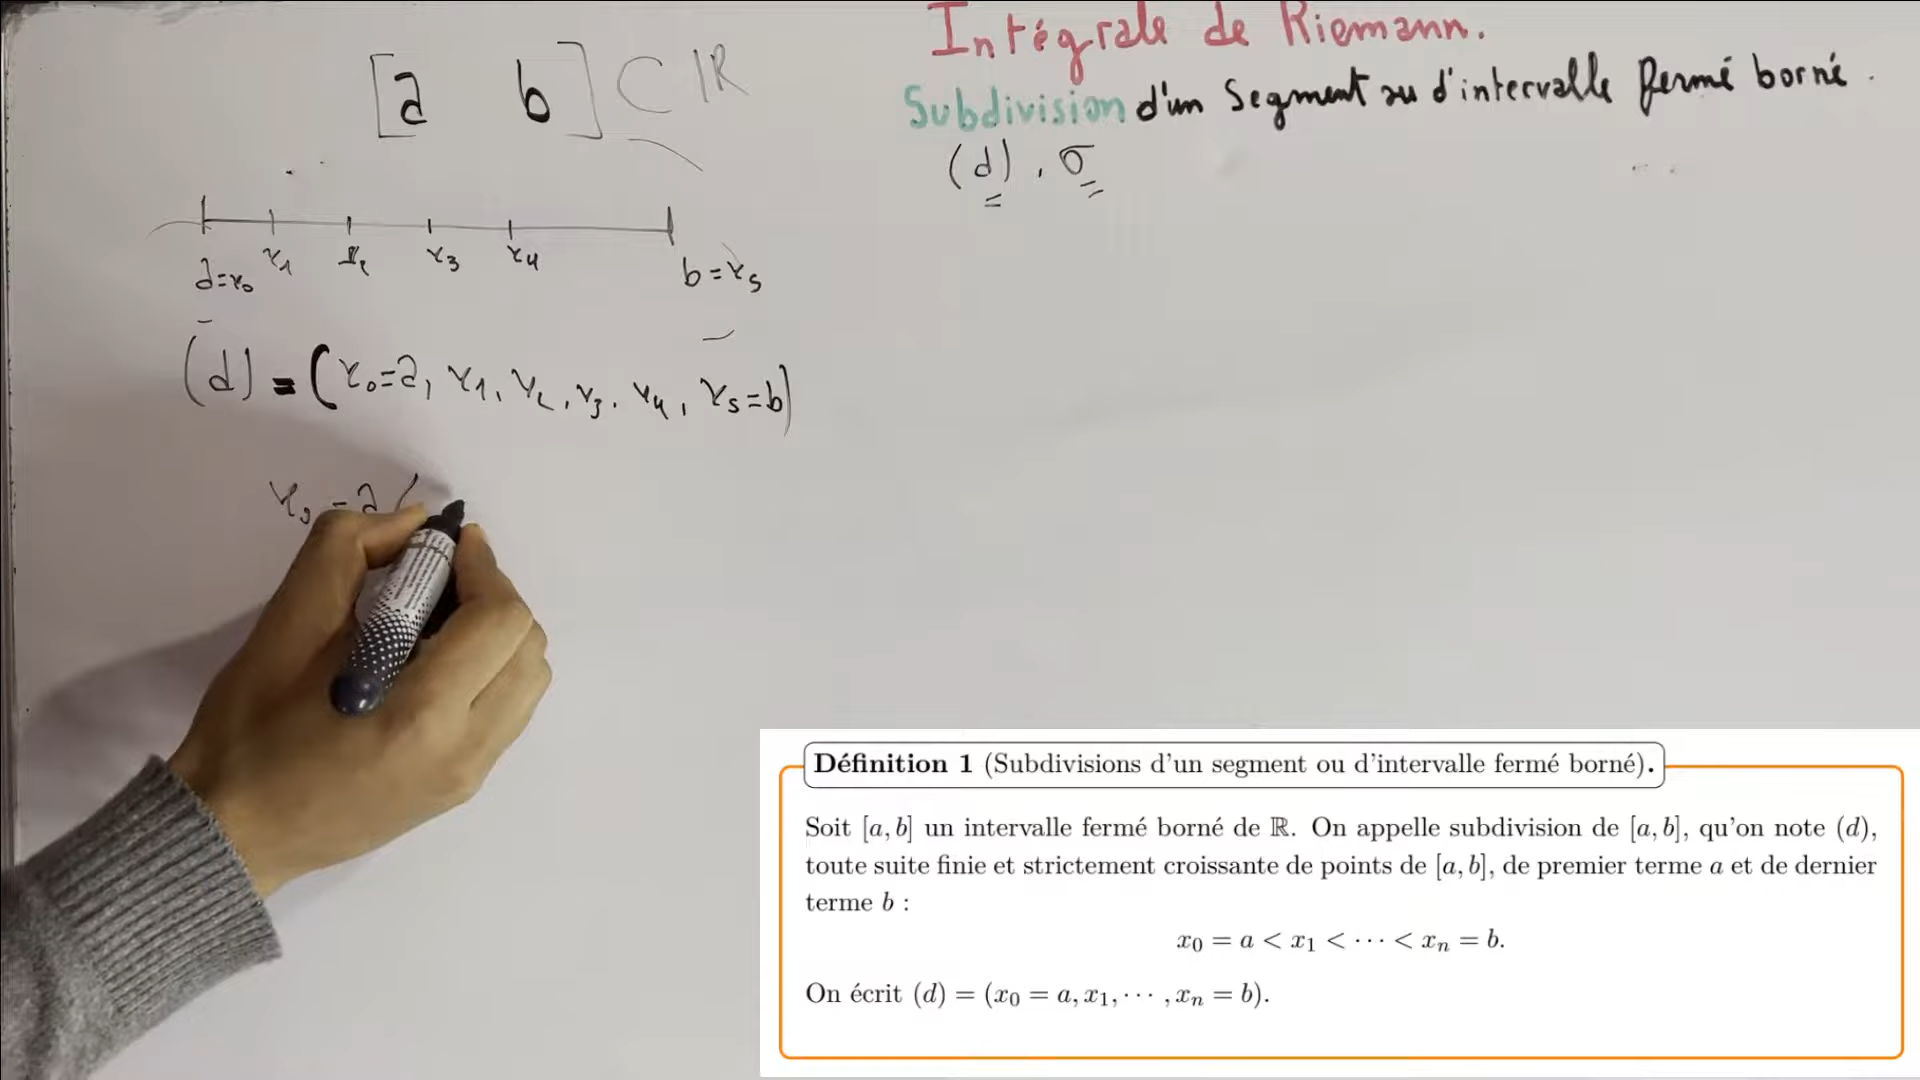 Intégrale de Riemann.
Subdivision d'un segment ou d'intervalle fermé borné.
(d), σ
[a b] ⊂ ℝ
a=x₀ x₁ x₂ x₃ x₄ b=x₅
(d) = (x₀=a, x₁, x₂, x₃, x₄, x₅=b)
x₀ = a <
Définition 1 (Subdivisions d'un segment ou d'intervalle fermé borné).
Soit [a, b] un intervalle fermé borné de ℝ. On appelle subdivision de [a, b], qu'on note (d),
toute suite finie et strictement croissante de points de [a, b], de premier terme a et de dernier
terme b :
x₀ = a < x₁ < ⋯ < xₙ = b.
On écrit (d) = (x₀ = a, x₁, ⋯ , xₙ = b).